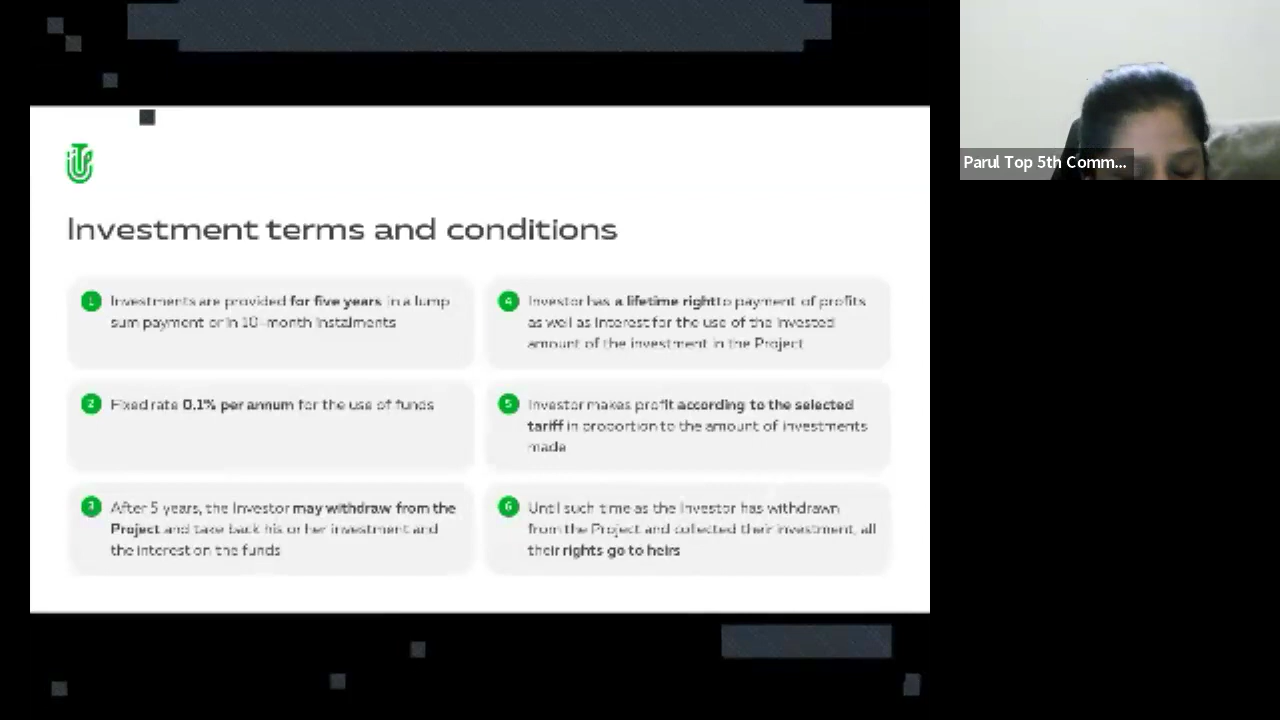 Investment terms and conditions
1 Investments are provided for five years in a lump
sum payment or in 10-month instalments
2 Fixed rate 0.1% per annum for the use of funds
3 After 5 years, the Investor may withdraw from the
Project and take back his or her investment and
the interest on the funds
4 Investor has a lifetime right to payment of profits
as well as interest for the use of the invested
amount of the investment in the Project
5 Investor makes profit according to the selected
tariff in proportion to the amount of investments
made
6 Until such time as the Investor has withdrawn
from the Project and collected their investment, all
their rights go to heirs
Parul Top 5th Comm...